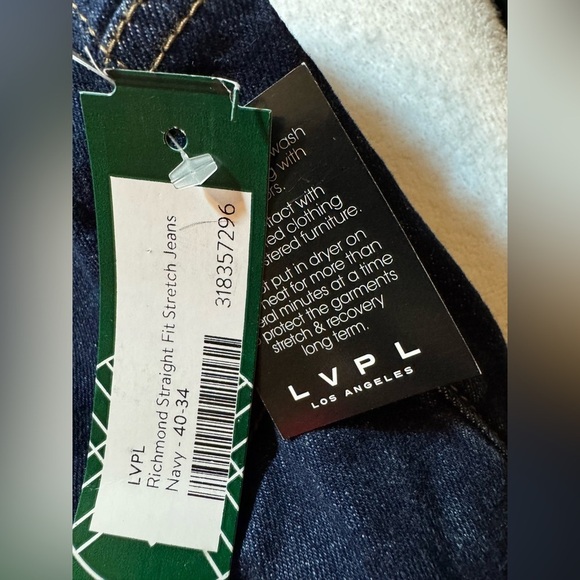 LVPL
Richmond Straight Fit Stretch Jeans
Navy - 40-34
318357296
wash
with
tact with
clothing
furniture.
put in dryer on
heat for more than
minutes at a time
protect the garments
stretch & recovery
long term.
LVPL
LOS ANGELES